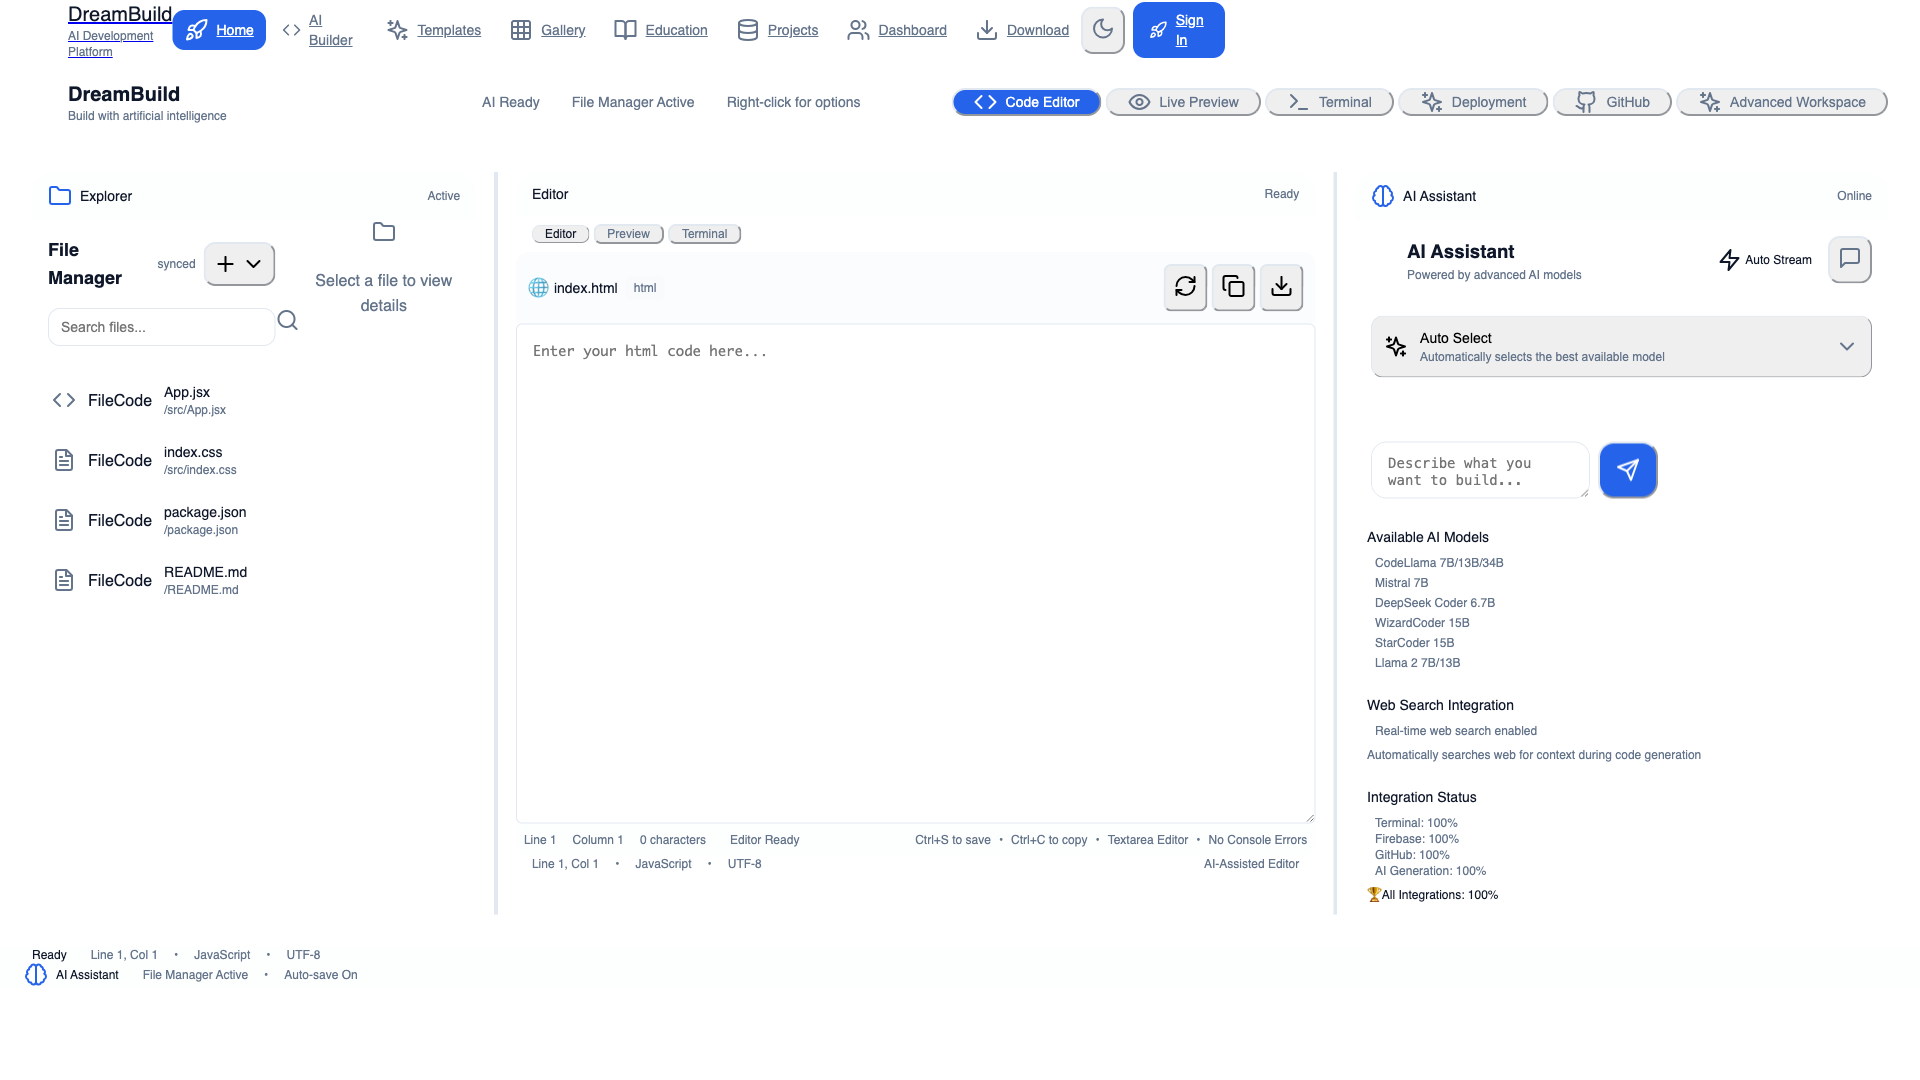 DreamBuild
AI Development
Platform
Home
AI
Builder
Templates
Gallery
Education
Projects
Dashboard
Download
Sign
In
DreamBuild
Build with artificial intelligence
AI Ready
File Manager Active
Right-click for options
Code Editor
Live Preview
Terminal
Deployment
GitHub
Advanced Workspace
Explorer
Active
File
Manager
synced
Search files...
Select a file to view
details
FileCode
App.jsx
/src/App.jsx
FileCode
index.css
/src/index.css
FileCode
package.json
/package.json
FileCode
README.md
/README.md
Editor
Ready
Editor
Preview
Terminal
index.html
html
Enter your html code here...
Line 1 Column 1 0 characters Editor Ready
Ctrl+S to save • Ctrl+C to copy • Textarea Editor • No Console Errors
Line 1, Col 1 • JavaScript • UTF-8
AI-Assisted Editor
AI Assistant
Online
AI Assistant
Powered by advanced AI models
Auto Stream
Auto Select
Automatically selects the best available model
Describe what you
want to build...
Available AI Models
CodeLlama 7B/13B/34B
Mistral 7B
DeepSeek Coder 6.7B
WizardCoder 15B
StarCoder 15B
Llama 2 7B/13B
Web Search Integration
Real-time web search enabled
Automatically searches web for context during code generation
Integration Status
Terminal: 100%
Firebase: 100%
GitHub: 100%
AI Generation: 100%
🏆All Integrations: 100%
Ready Line 1, Col 1 • JavaScript • UTF-8
AI Assistant File Manager Active • Auto-save On